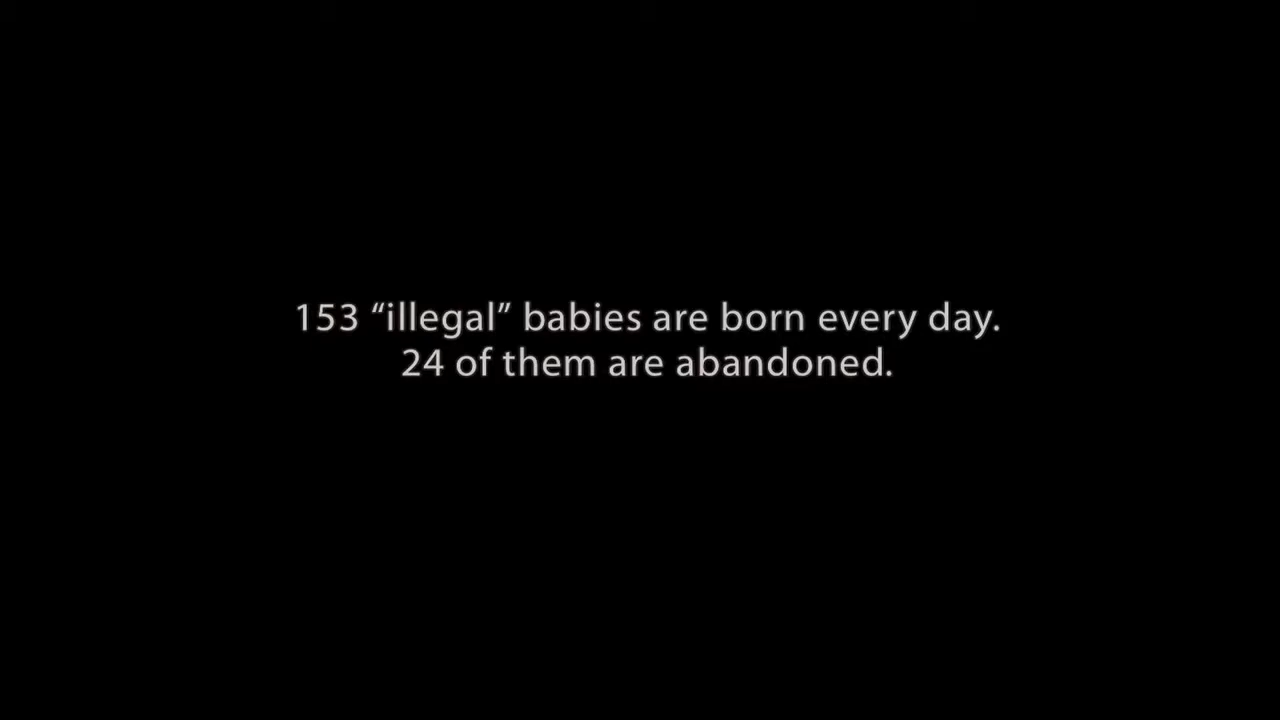 153 “illegal” babies are born every day.
24 of them are abandoned.